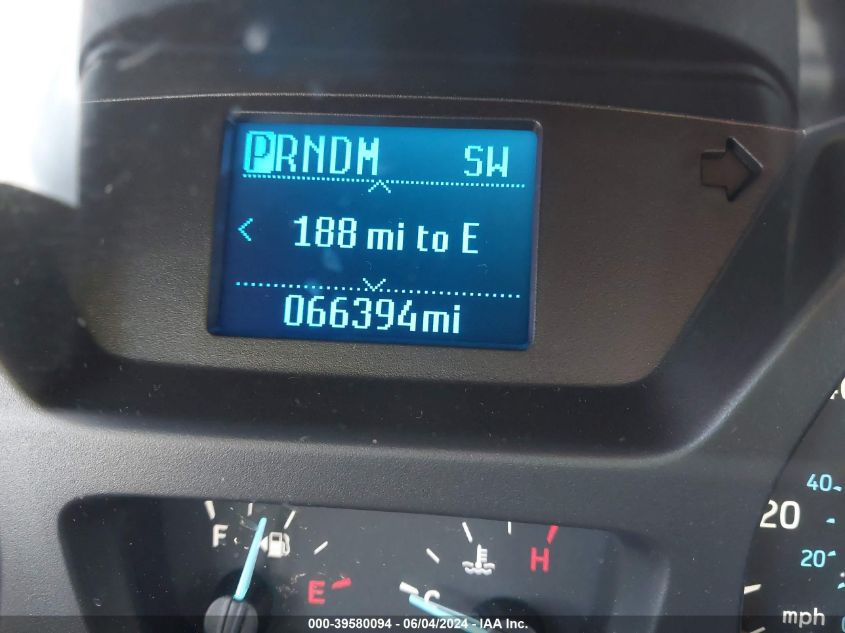 PRNDM SW
< 188 mi to E
066394mi
F E
C H
20
40
20
mph
000-39580094 - 06/04/2024 - IAA Inc.